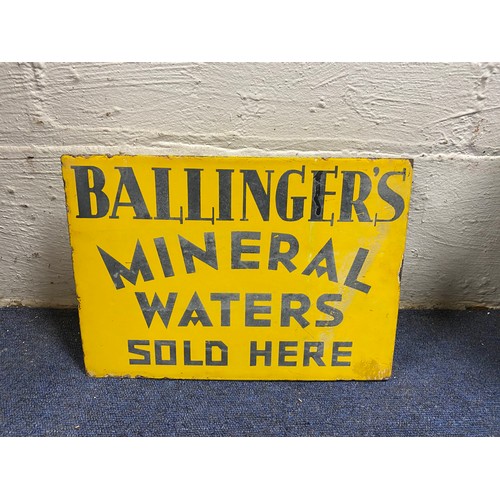 BALLINGER'S
MINERAL
WATERS
SOLD HERE